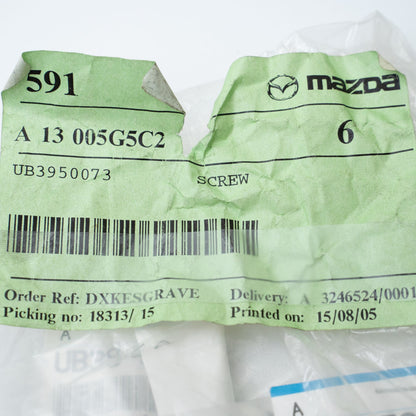 591 mazda
A 13 005G5C2 6
UB3950073 SCREW
Order Ref: DXKESGRAVE Delivery: A 3246524/0001
Picking no: 18313/ 15 Printed on: 15/08/05
A
A